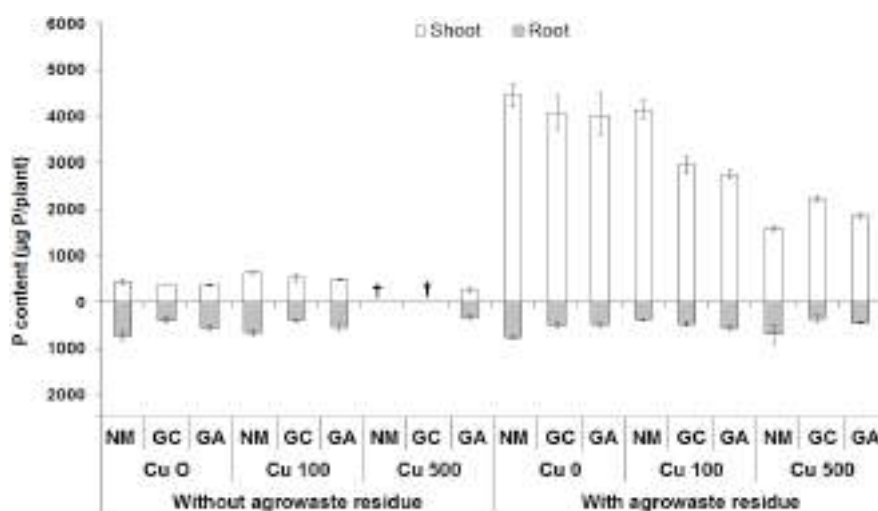 6000
Shoot Root
5000
4000
3000
2000
1000
0
1000
2000
P content (µg P/plant)
NM GC GA NM GC GA NM GC GA NM GC GA NM GC GA NM GC GA
Cu O Cu 100 Cu 500 Cu 0 Cu 100 Cu 500
Without agrowaste residue With agrowaste residue